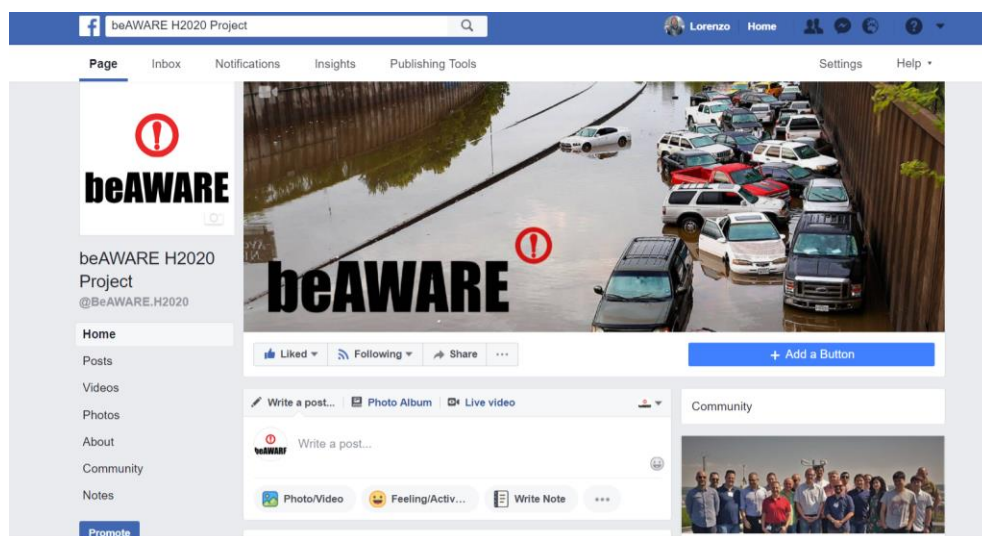 beAWARE H2020 Project
Lorenzo Home
Page Inbox Notifications Insights Publishing Tools Settings Help
beAWARE
beAWARE H2020
Project
@BeAWARE.H2020
beAWARE
Home
Posts
Videos
Photos
About
Community
Notes
Promote
Liked Following Share
+ Add a Button
Write a post... Photo Album Live video
beAWARE
Write a post...
Photo/Video Feeling/Activ... Write Note
Community